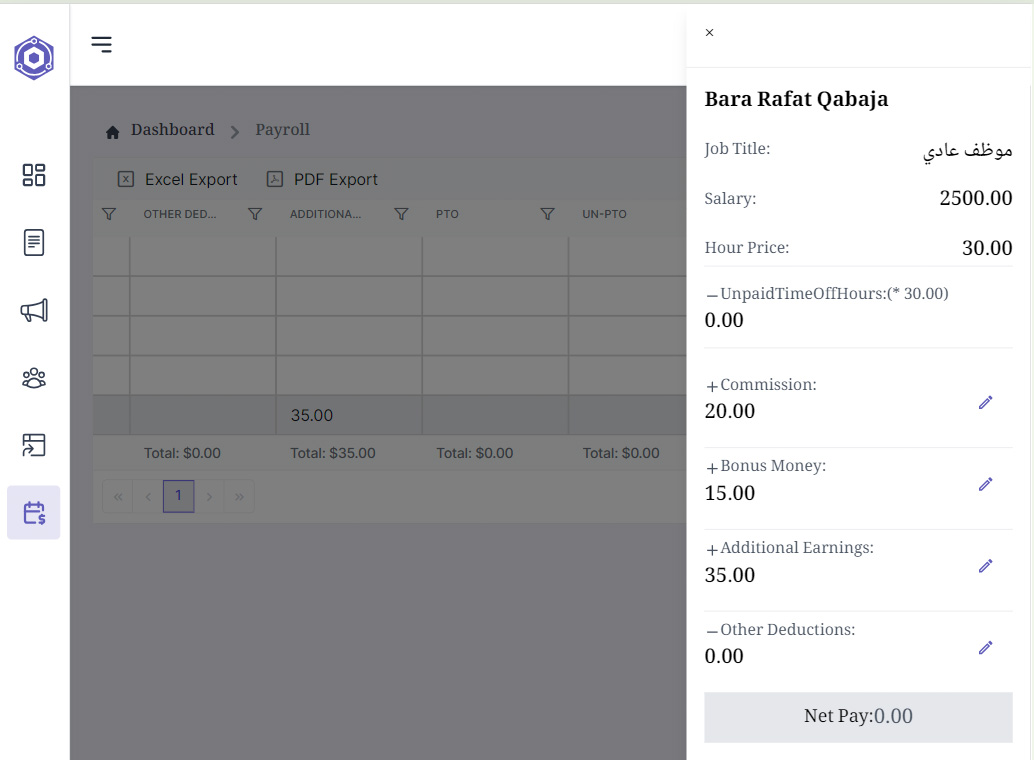 ×
Bara Rafat Qabaja
Dashboard Payroll
Job Title: موظف عادي
Excel Export PDF Export
Salary: 2500.00
OTHER DED... ADDITIONA... PTO UN-PTO
Hour Price: 30.00
−UnpaidTimeOffHours:(* 30.00)
0.00
+Commission:
20.00
35.00
Total: $0.00 Total: $35.00 Total: $0.00 Total: $0.00
+Bonus Money:
15.00
« ‹ 1 › »
+Additional Earnings:
35.00
−Other Deductions:
0.00
Net Pay:0.00